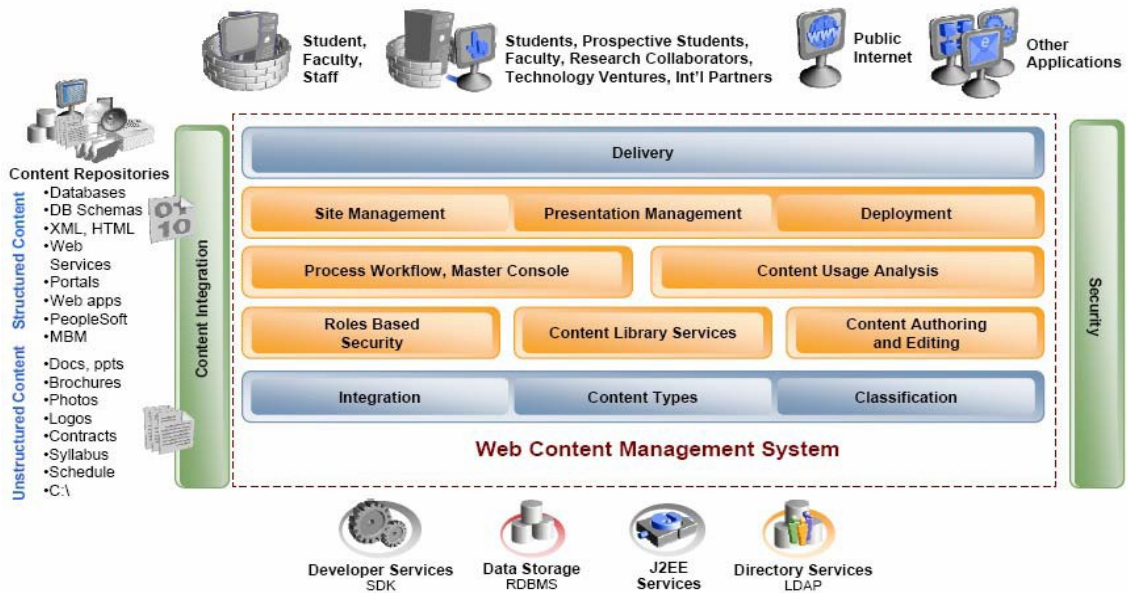 Student,
Faculty,
Staff
Students, Prospective Students,
Faculty, Research Collaborators,
Technology Ventures, Int'l Partners
www
Public
Internet
e
Other
Applications
Content Repositories
Structured Content
•Databases
•DB Schemas
•XML, HTML
•Web
Services
•Portals
•Web apps
•PeopleSoft
•MBM
Unstructured Content
•Docs, ppts
•Brochures
•Photos
•Logos
•Contracts
•Syllabus
•Schedule
•C:\
01
10
Content Integration
Delivery
Site Management
Presentation Management
Deployment
Process Workflow, Master Console
Content Usage Analysis
Roles Based
Security
Content Library Services
Content Authoring
and Editing
Integration
Content Types
Classification
Web Content Management System
Security
Developer Services
SDK
Data Storage
RDBMS
J2EE
Services
Directory Services
LDAP